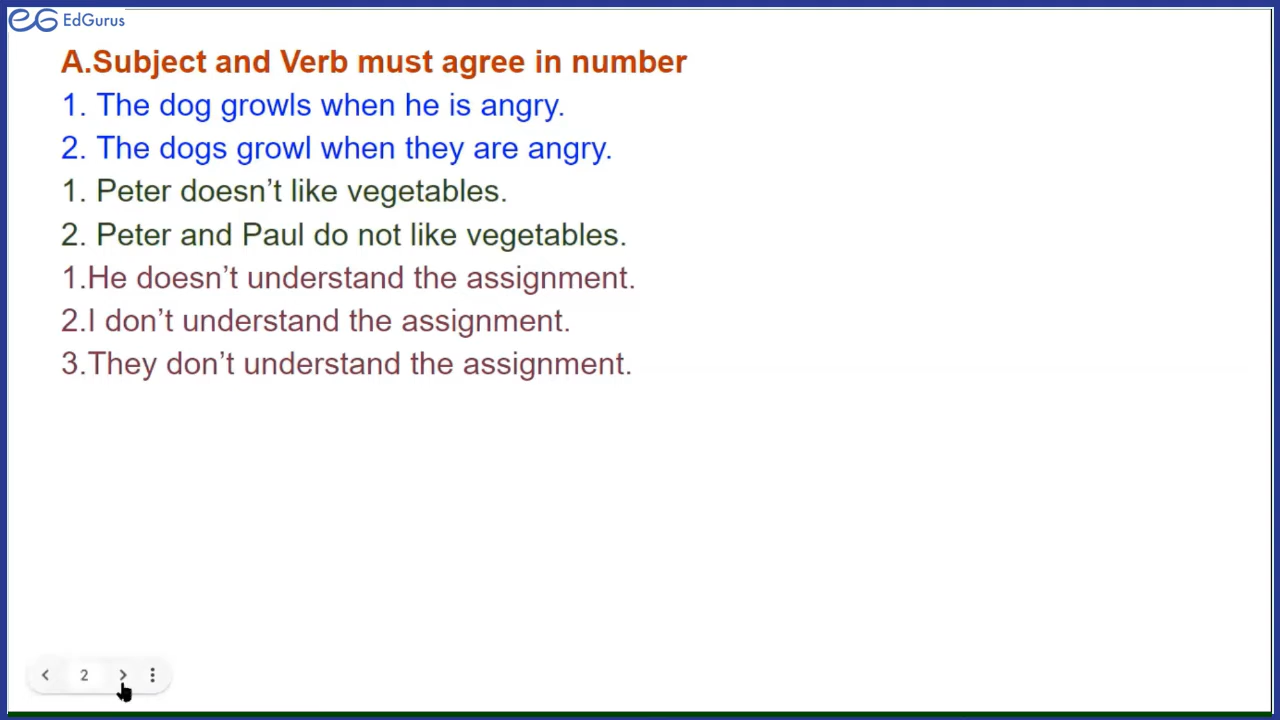 EdGurus
A.Subject and Verb must agree in number
1. The dog growls when he is angry.
2. The dogs growl when they are angry.
1. Peter doesn’t like vegetables.
2. Peter and Paul do not like vegetables.
1.He doesn’t understand the assignment.
2.I don’t understand the assignment.
3.They don’t understand the assignment.
2